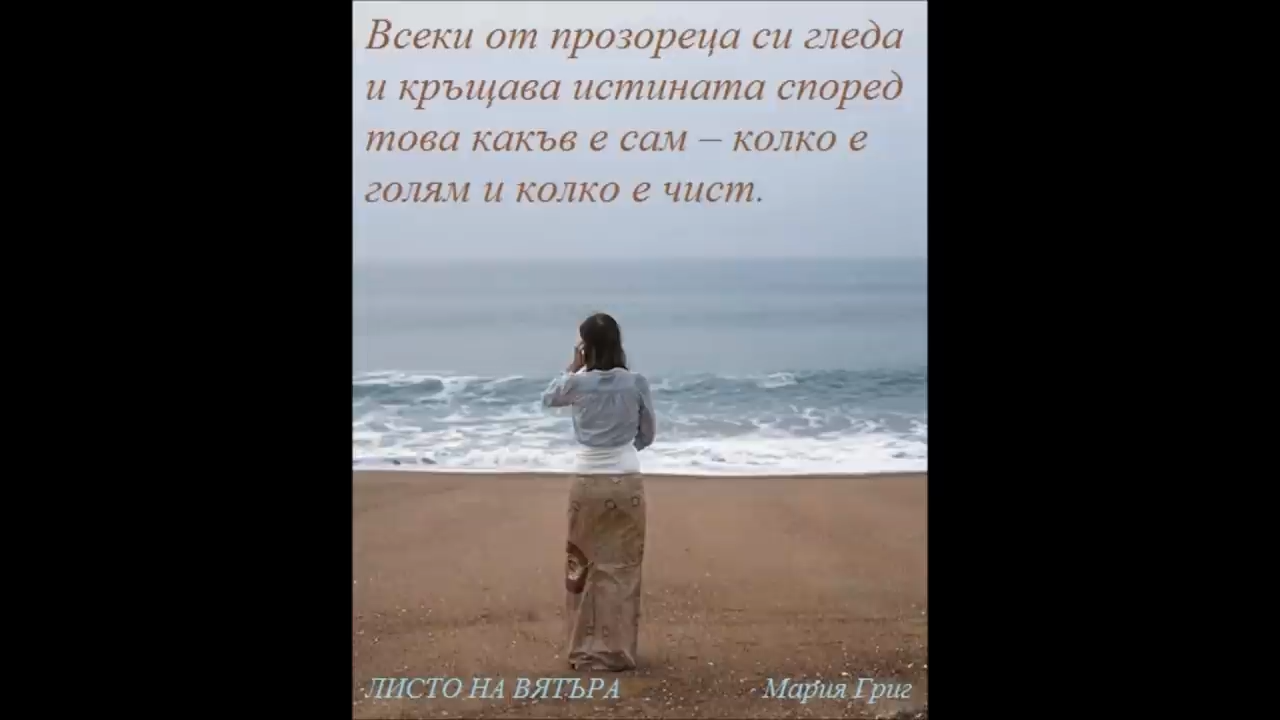 Всеки от прозореца си гледа
и кръщава истината според
това какъв е сам – колко е
голям и колко е чист.
ЛИСТО НА ВЯТЪРА
Мария Григ